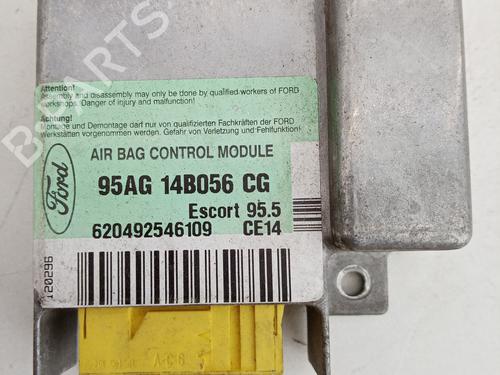 Attention!
Assembly and disassembly may only be done by qualified workers of FORD
workshops. Danger of injury and malfunction!
Achtung!
Montage und Demontage darf nur von qualifizierten Fachkräften der FORD
Werkstätten vorgenommen werden. Gefahr von Verletzung und Fehlfunktion!
Ford
AIR BAG CONTROL MODULE
95AG 14B056 CG
Escort 95.5
620492546109 CE14
120296